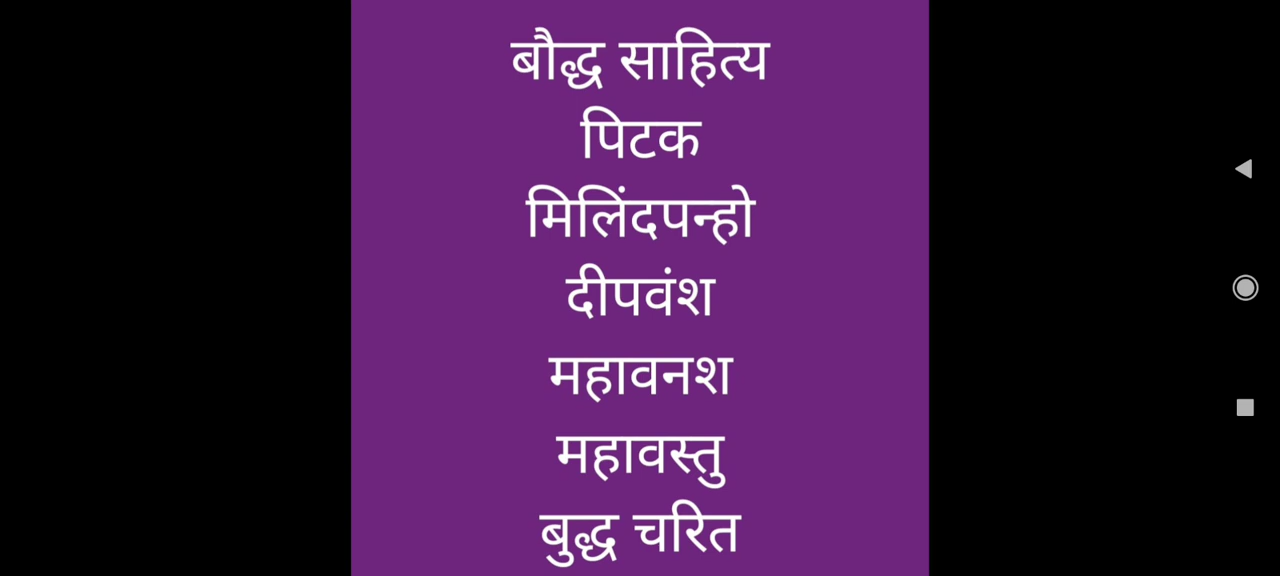 बौद्ध साहित्य
पिटक
मिलिंदपन्हो
दीपवंश
महावनश
महावस्तु
बुद्ध चरित